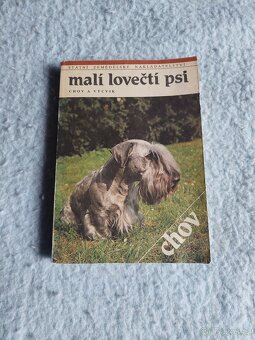 STÁTNÍ ZEMĚDĚLSKÉ NAKLADATELSTVÍ
malí lovečtí psi
CHOV A VÝCVIK
chov